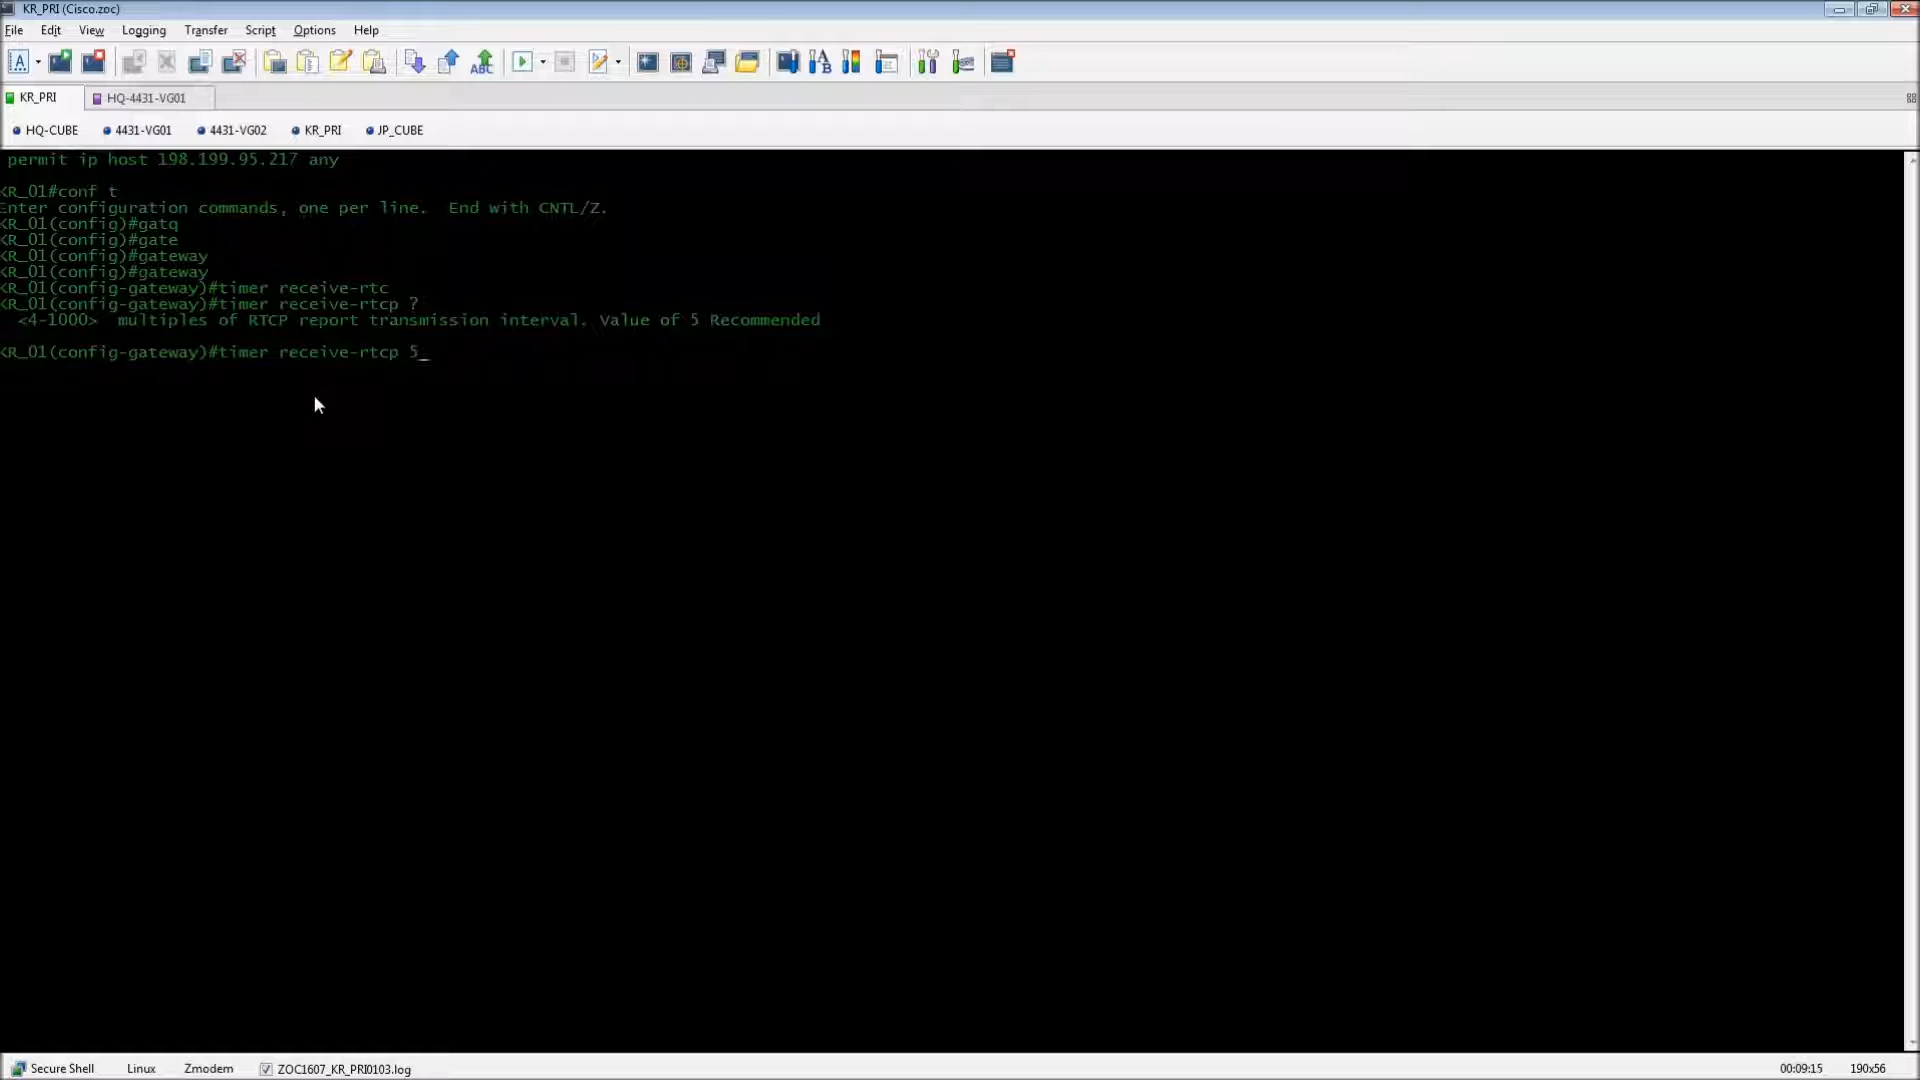 KR_PRI (Cisco.zoc)
File Edit View Logging Transfer Script Options Help
KR_PRI HQ-4431-VG01
HQ-CUBE 4431-VG01 4431-VG02 KR_PRI JP_CUBE
permit ip host 198.199.95.217 any
KR_01#conf t
Enter configuration commands, one per line.  End with CNTL/Z.
KR_01(config)#gatq
KR_01(config)#gate
KR_01(config)#gateway
KR_01(config)#gateway
KR_01(config-gateway)#timer receive-rtc
KR_01(config-gateway)#timer receive-rtcp ?
<4-1000>  multiples of RTCP report transmission interval. Value of 5 Recommended
KR_01(config-gateway)#timer receive-rtcp 5_
Secure Shell Linux Zmodem ZOC1607_KR_PRI0103.log 00:09:15 190x56